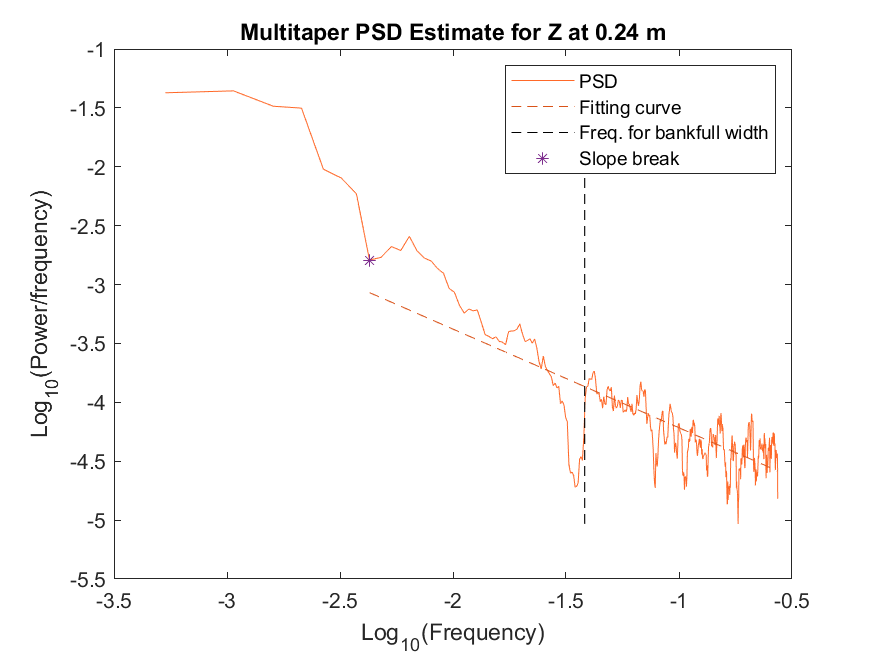 Multitaper PSD Estimate for Z at 0.24 m
-1
-1.5
-2
-2.5
-3
-3.5
-4
-4.5
-5
-5.5
Log10(Power/frequency)
PSD
Fitting curve
Freq. for bankfull width
Slope break
-3.5 -3 -2.5 -2 -1.5 -1 -0.5
Log10(Frequency)